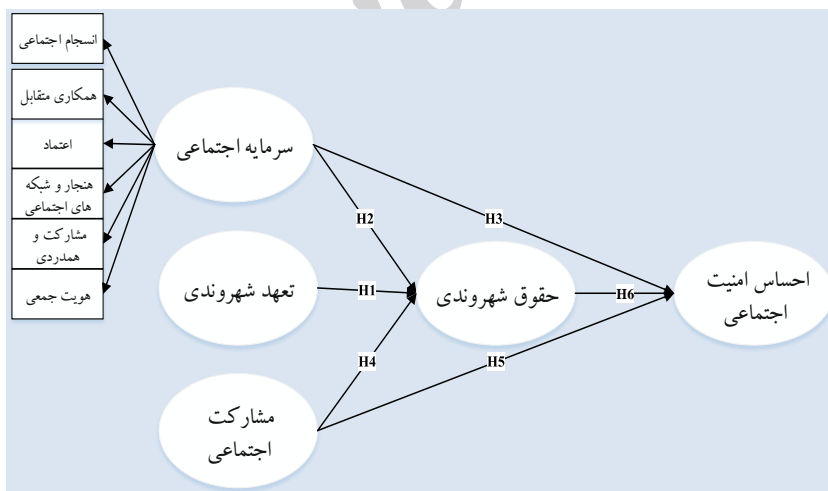 انسجام اجتماعی
همکاری متقابل
اعتماد
هنجار و شبکه
های اجتماعی
مشارکت و
همدردی
هویت جمعی
سرمایه اجتماعی
تعهد شهروندی
مشارکت
اجتماعی
حقوق شهروندی
احساس امنیت
اجتماعی
H2
H3
H1
H6
H4
H5